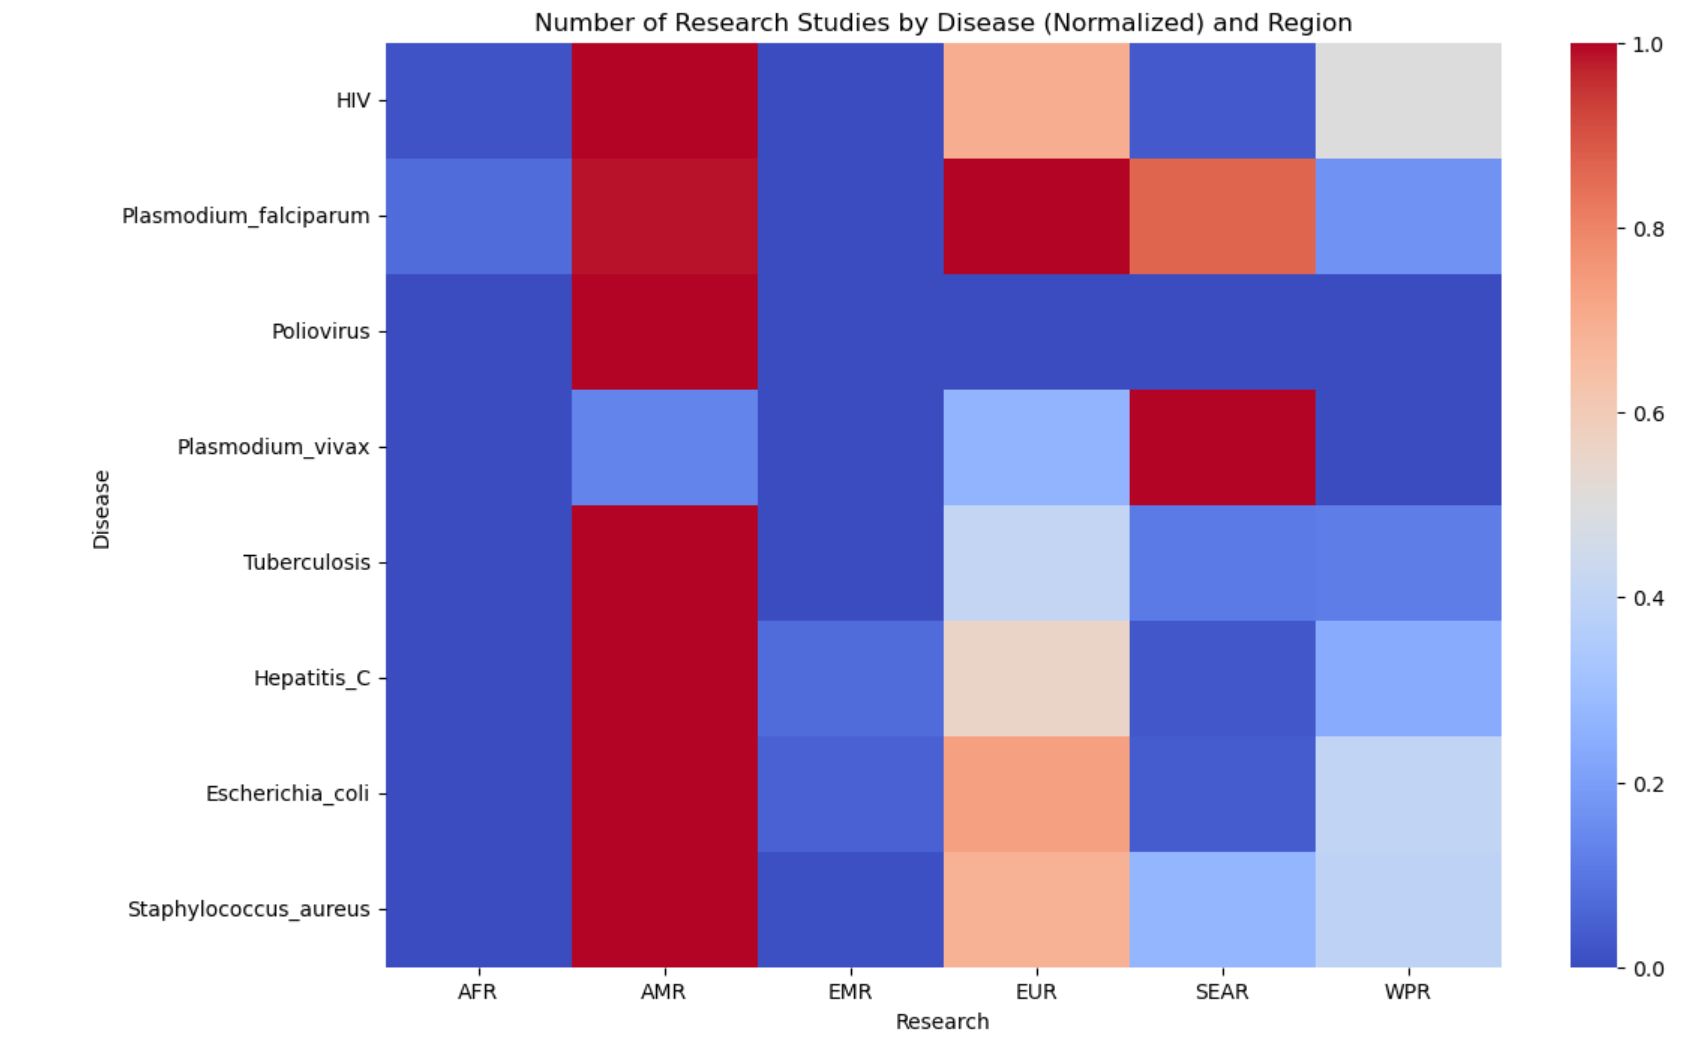 Number of Research Studies by Disease (Normalized) and Region
HIV
Plasmodium_falciparum
Poliovirus
Plasmodium_vivax
Tuberculosis
Hepatitis_C
Escherichia_coli
Staphylococcus_aureus
Disease
AFR AMR EMR EUR SEAR WPR
Research
1.0
0.8
0.6
0.4
0.2
0.0